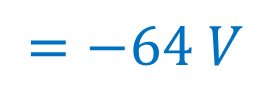 = −64 V